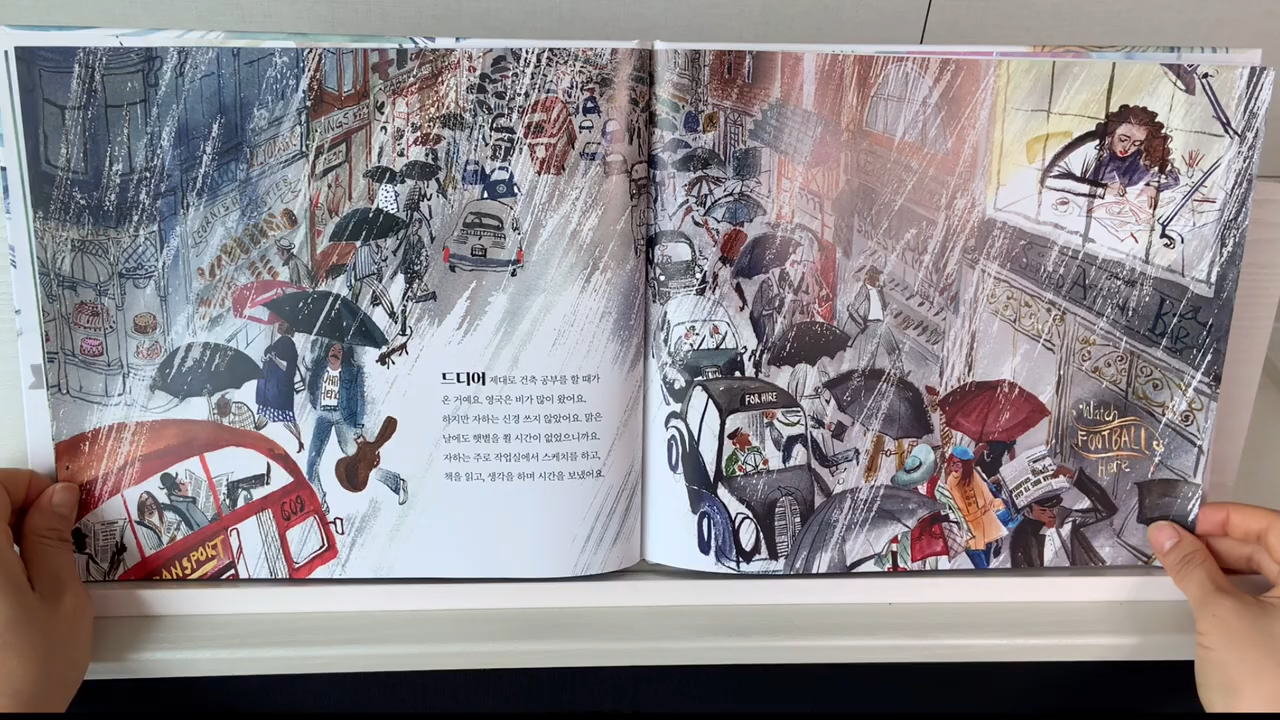 KINGS
드디어 제대로 건축 공부를 할 때가
온 거예요. 영국은 비가 많이 왔어요.
하지만 자하는 신경 쓰지 않았어요. 맑은
날에도 햇볕을 쬘 시간이 없었으니까요.
자하는 주로 작업실에서 스케치를 하고,
책을 읽고, 생각을 하며 시간을 보냈어요.
609
FOR HIRE
Watch
FOOTBALL
Here